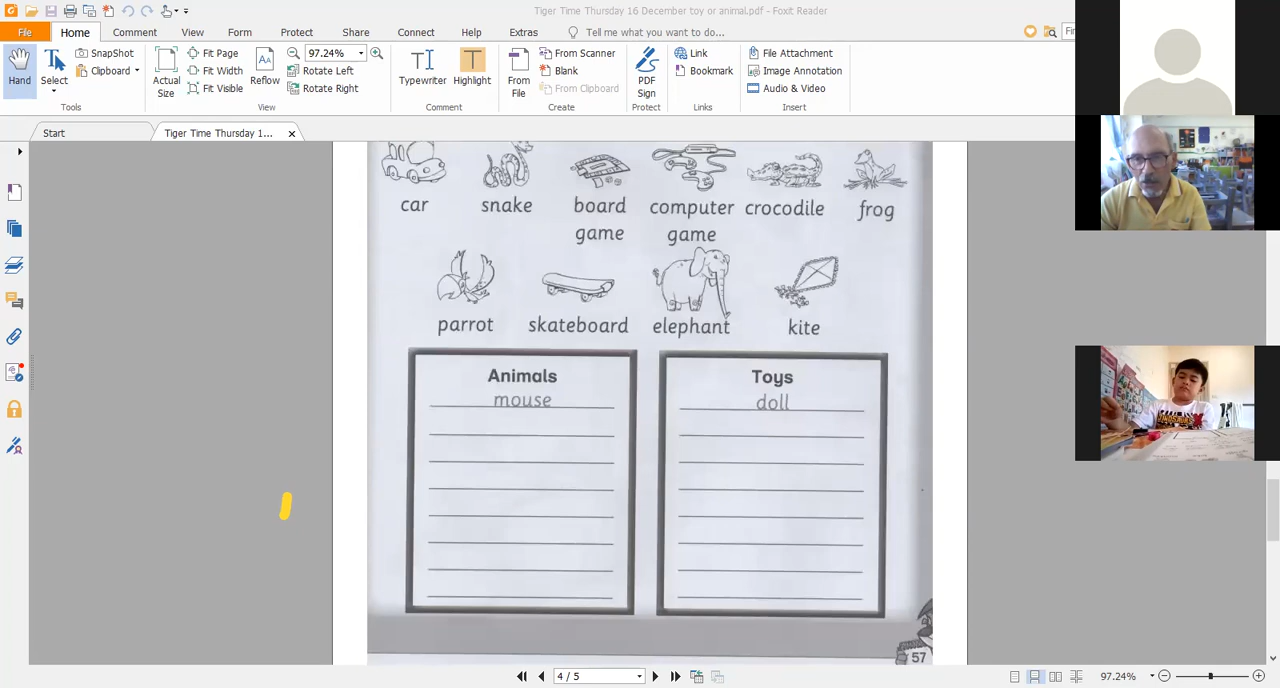 Tiger Time Thursday 16 December toy or animal.pdf - Foxit Reader
File Home Comment View Form Protect Share Connect Help Extras Tell me what you want to do...
Hand
Select
SnapShot
Clipboard
Tools
Actual Size
Fit Page
Fit Width
Fit Visible
Reflow
97.24%
Rotate Left
Rotate Right
View
Typewriter
Highlight
Comment
From File
From Scanner
Blank
From Clipboard
Create
PDF Sign
Protect
Link
Bookmark
Links
File Attachment
Image Annotation
Audio & Video
Insert
Start
Tiger Time Thursday 1...
car snake board game computer game crocodile frog
parrot skateboard elephant kite
Animals
mouse
Toys
doll
57
4 / 5
97.24%